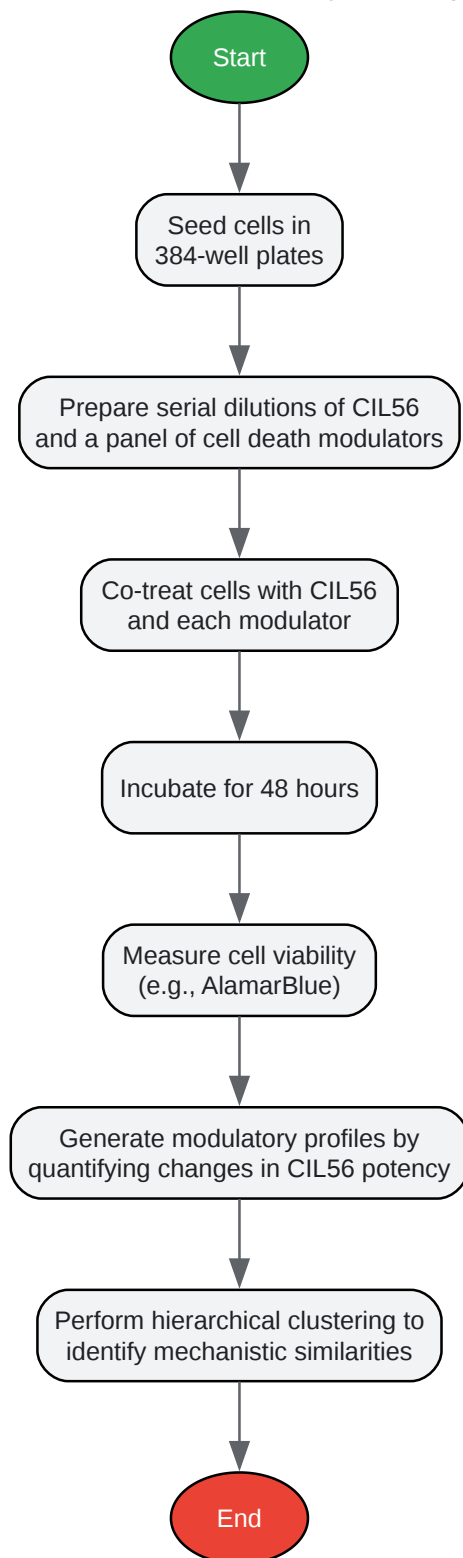 Start
Seed cells in
384-well plates
Prepare serial dilutions of CIL56
and a panel of cell death modulators
Co-treat cells with CIL56
and each modulator
Incubate for 48 hours
Measure cell viability
(e.g., AlamarBlue)
Generate modulatory profiles by
quantifying changes in CIL56 potency
Perform hierarchical clustering to
identify mechanistic similarities
End